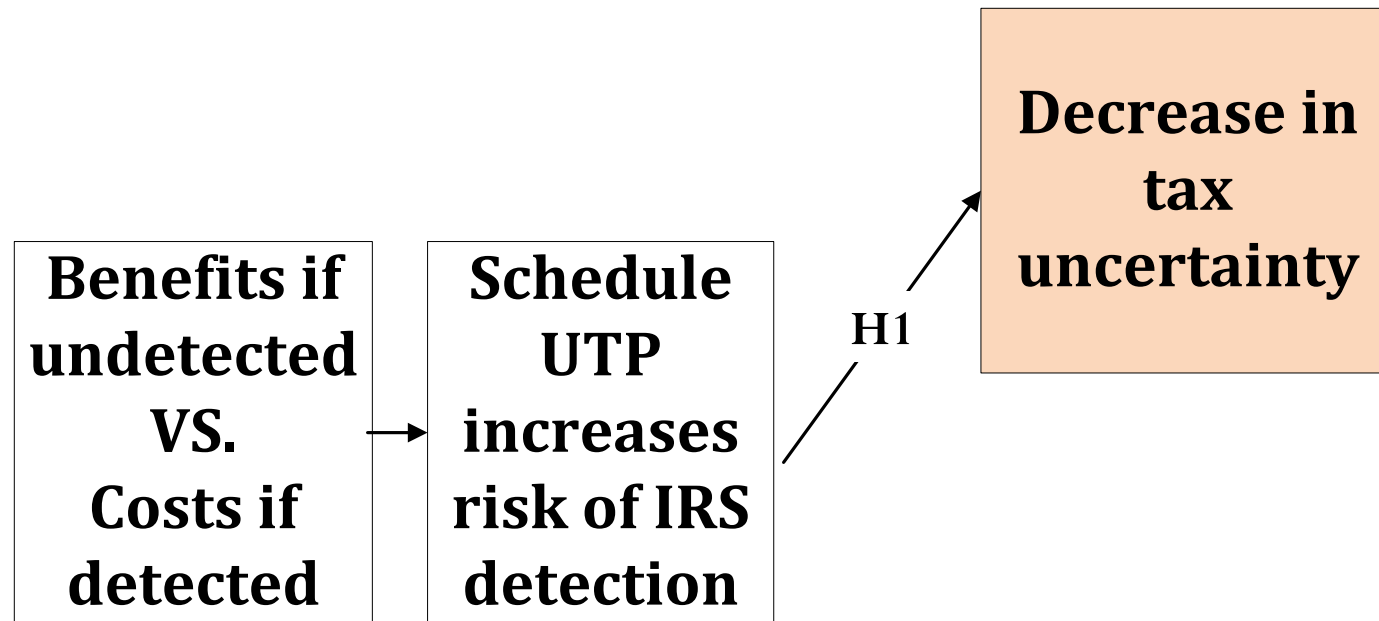 Benefits if
undetected
VS.
Costs if
detected
Schedule
UTP
increases
risk of IRS
detection
H1
Decrease in
tax
uncertainty